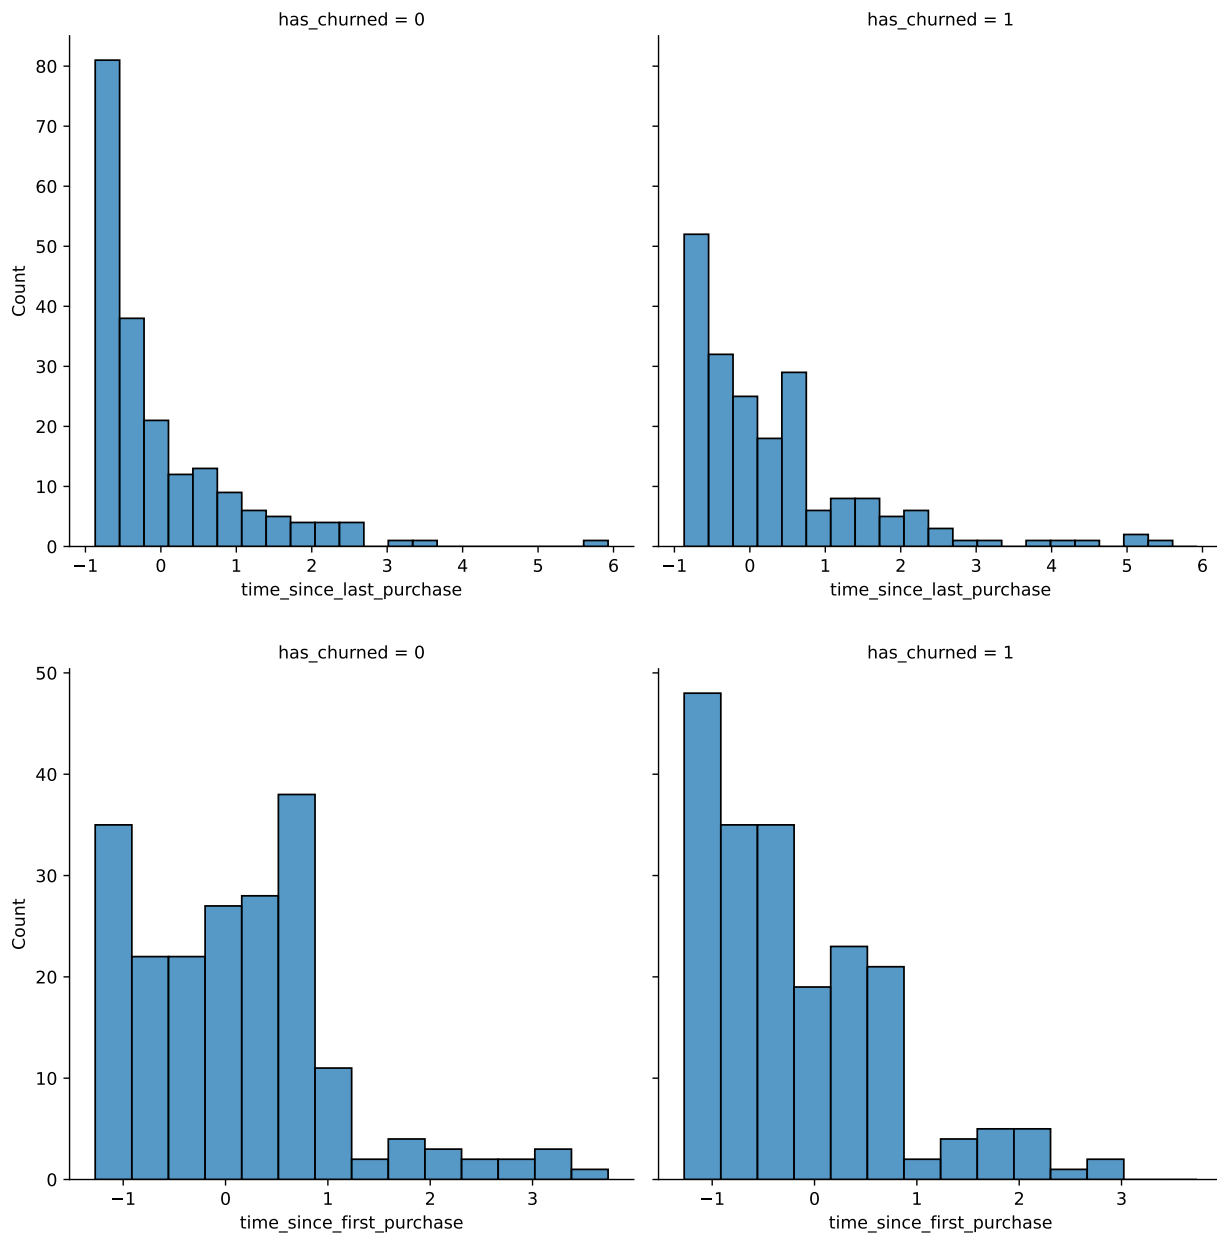 has_churned = 0
has_churned = 1
80
70
60
50
40
30
20
10
0
Count
−1 0 1 2 3 4 5 6
−1 0 1 2 3 4 5 6
time_since_last_purchase
time_since_last_purchase
has_churned = 0
has_churned = 1
50
40
30
20
10
0
Count
−1 0 1 2 3
−1 0 1 2 3
time_since_first_purchase
time_since_first_purchase